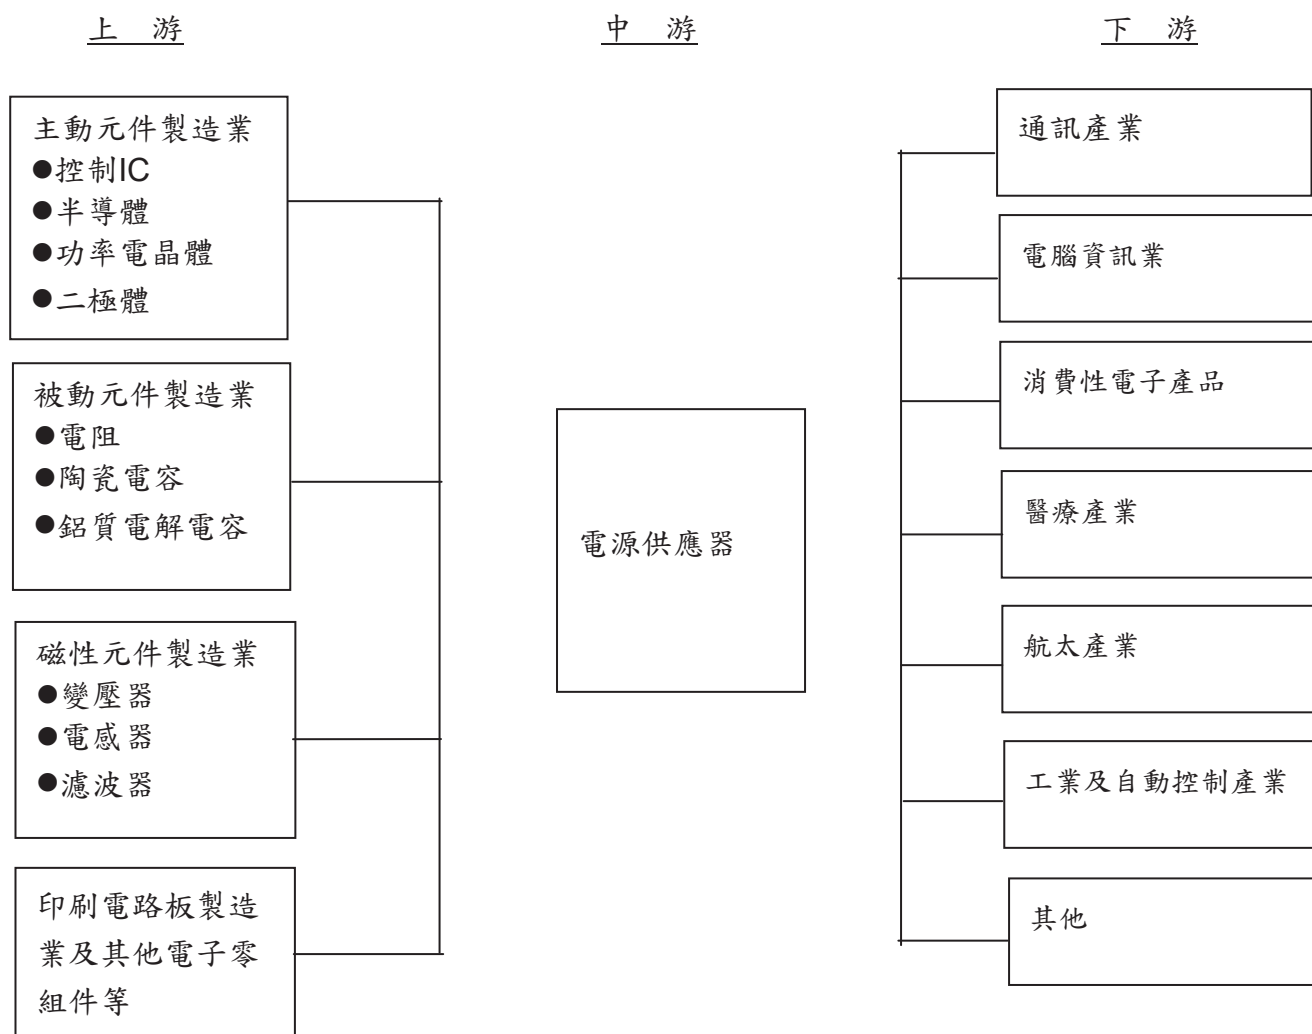 上 游
中 游
下 游
主動元件製造業
●控制IC
●半導體
●功率電晶體
●二極體
被動元件製造業
●電阻
●陶瓷電容
●鋁質電解電容
磁性元件製造業
●變壓器
●電感器
●濾波器
印刷電路板製造
業及其他電子零
組件等
電源供應器
通訊產業
電腦資訊業
消費性電子產品
醫療產業
航太產業
工業及自動控制產業
其他